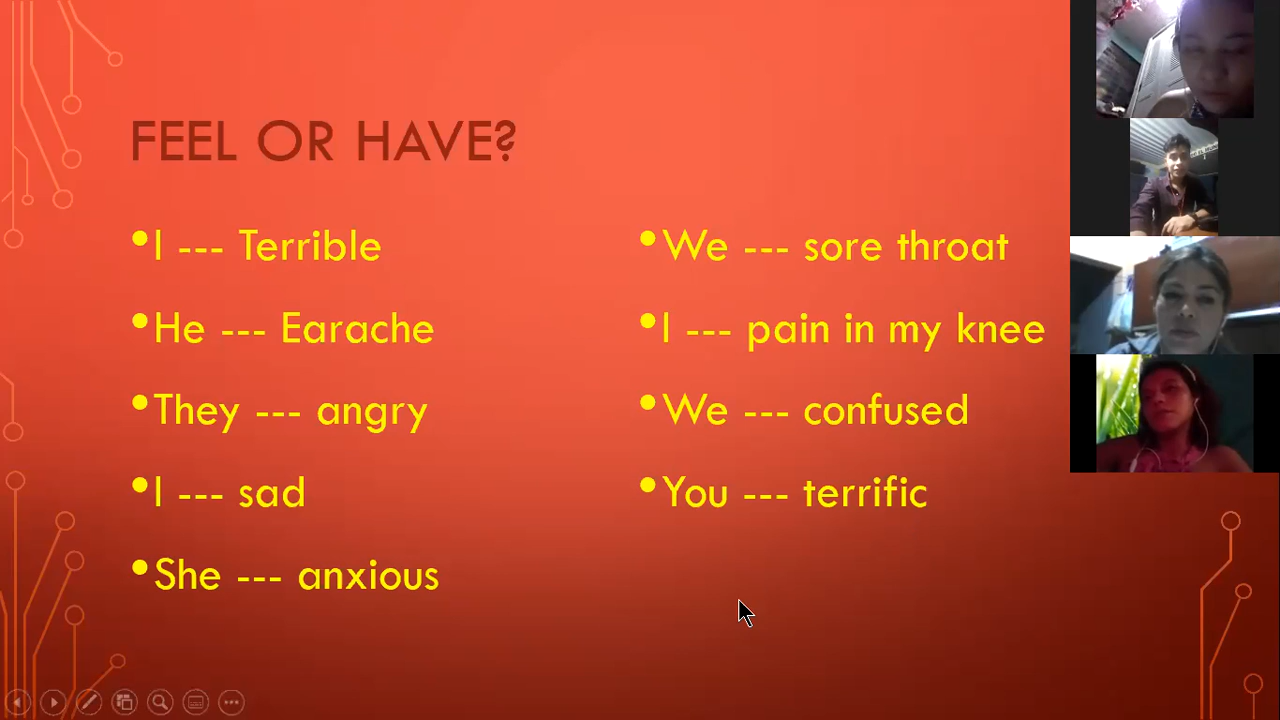 FEEL OR HAVE?
•I --- Terrible
•He --- Earache
•They --- angry
•I --- sad
•She --- anxious
•We --- sore throat
•I --- pain in my knee
•We --- confused
•You --- terrific